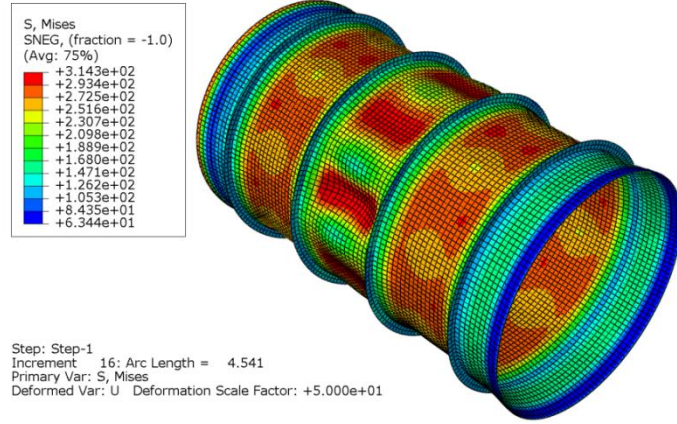 S, Mises
SNEG, (fraction = -1.0)
(Avg: 75%)
+3.143e+02
+2.934e+02
+2.725e+02
+2.516e+02
+2.307e+02
+2.098e+02
+1.889e+02
+1.680e+02
+1.471e+02
+1.262e+02
+1.053e+02
+8.435e+01
+6.344e+01
Step: Step-1
Increment 16: Arc Length = 4.541
Primary Var: S, Mises
Deformed Var: U Deformation Scale Factor: +5.000e+01